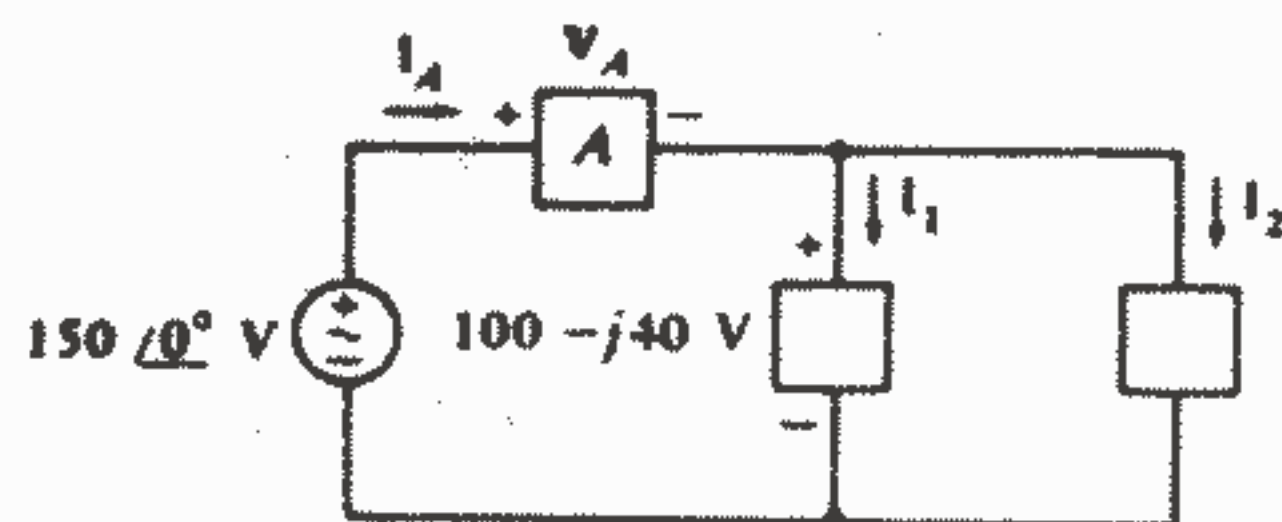 I_A
V_A
+ A −
I_1
I_2
+
150 ∠0° V
+
~
−
100 −j40 V
−